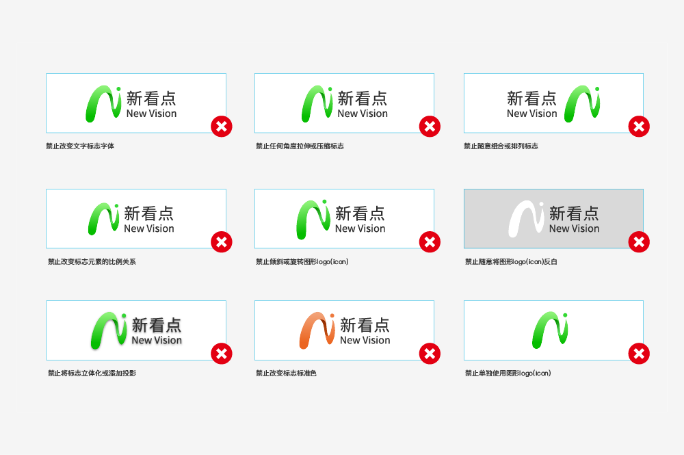 新看点
New Vision
新看点
New Vision
新看点
New Vision
禁止改变文字标志字体
禁止任何角度拉伸或压缩标志
禁止随意组合或排列标志
新看点
New Vision
新看点
New Vision
新看点
New Vision
禁止改变标志元素的比例关系
禁止倾斜或旋转图形logo(icon)
禁止随意将图形logo(icon)反白
新看点
New Vision
新看点
New Vision
禁止将标志立体化或添加投影
禁止改变标志标准色
禁止单独使用图形logo(icon)